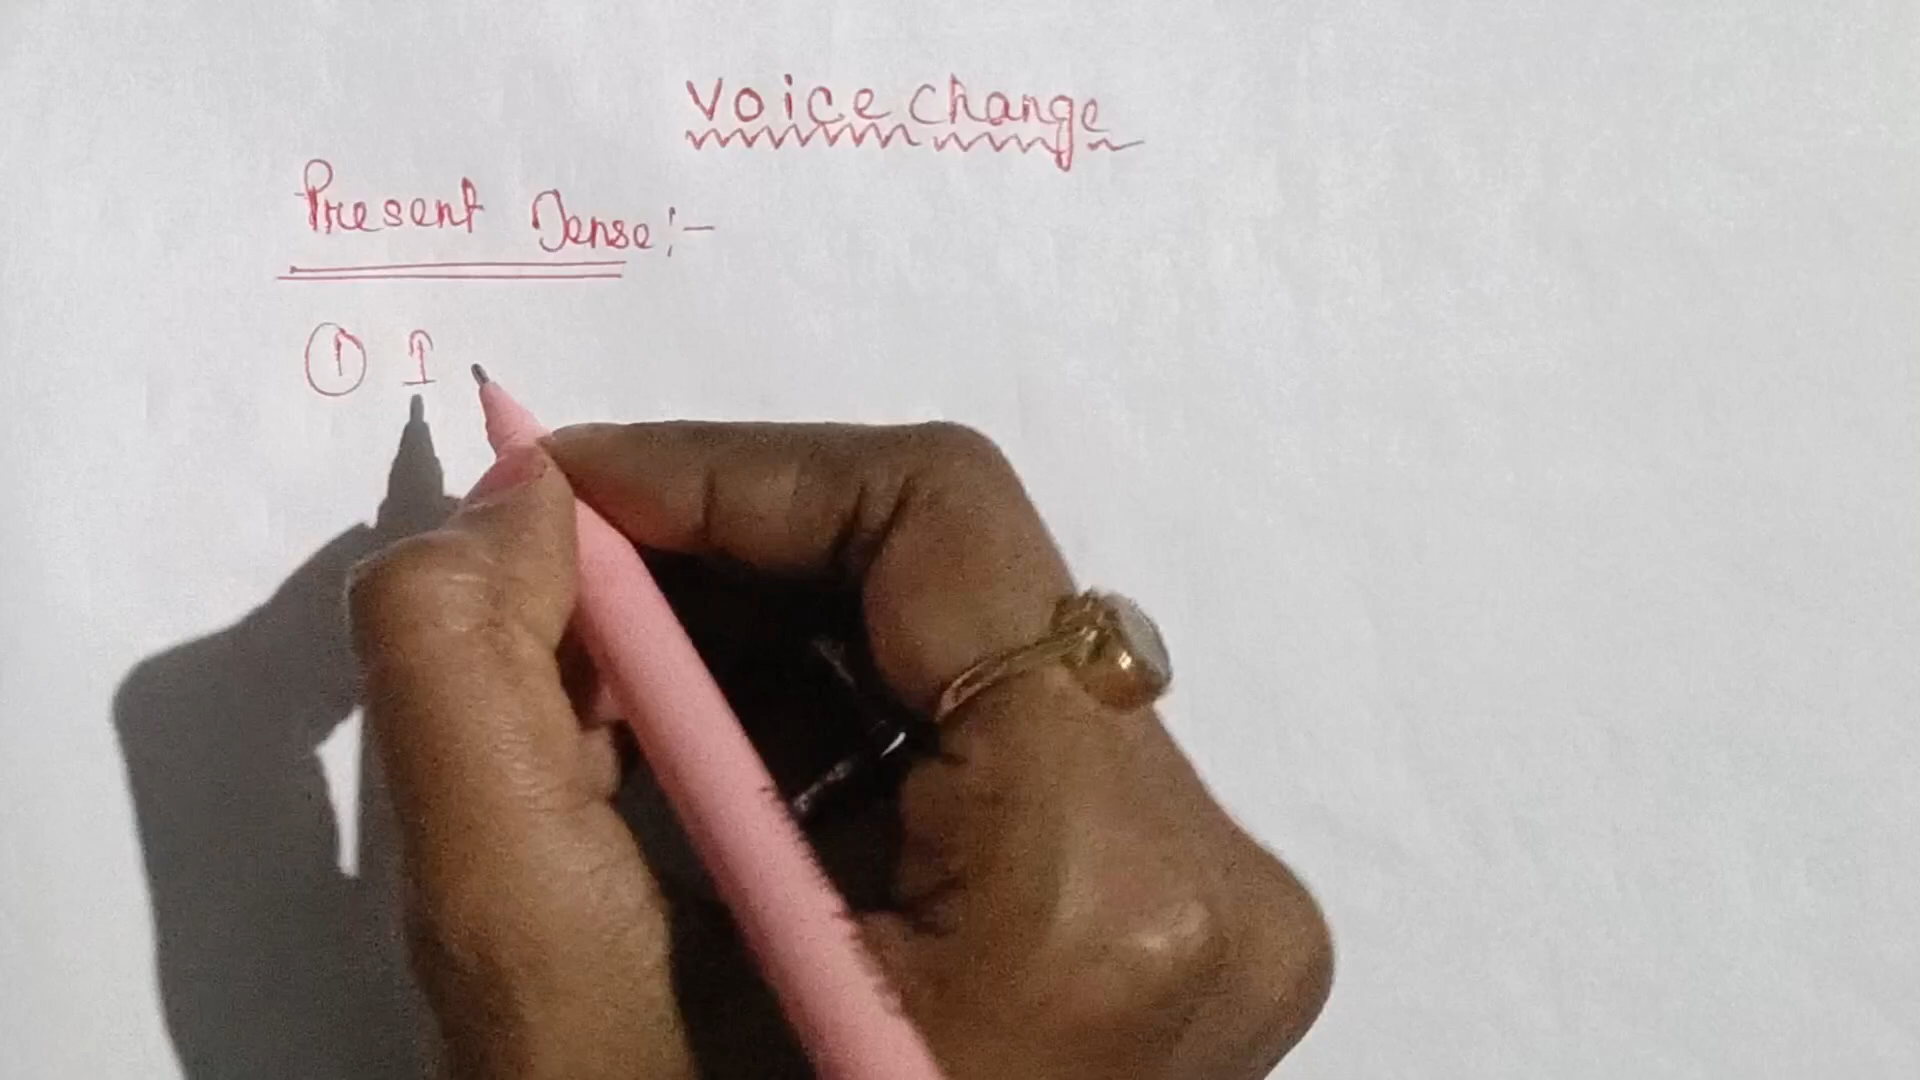 Voice change
Present Tense:-
① I